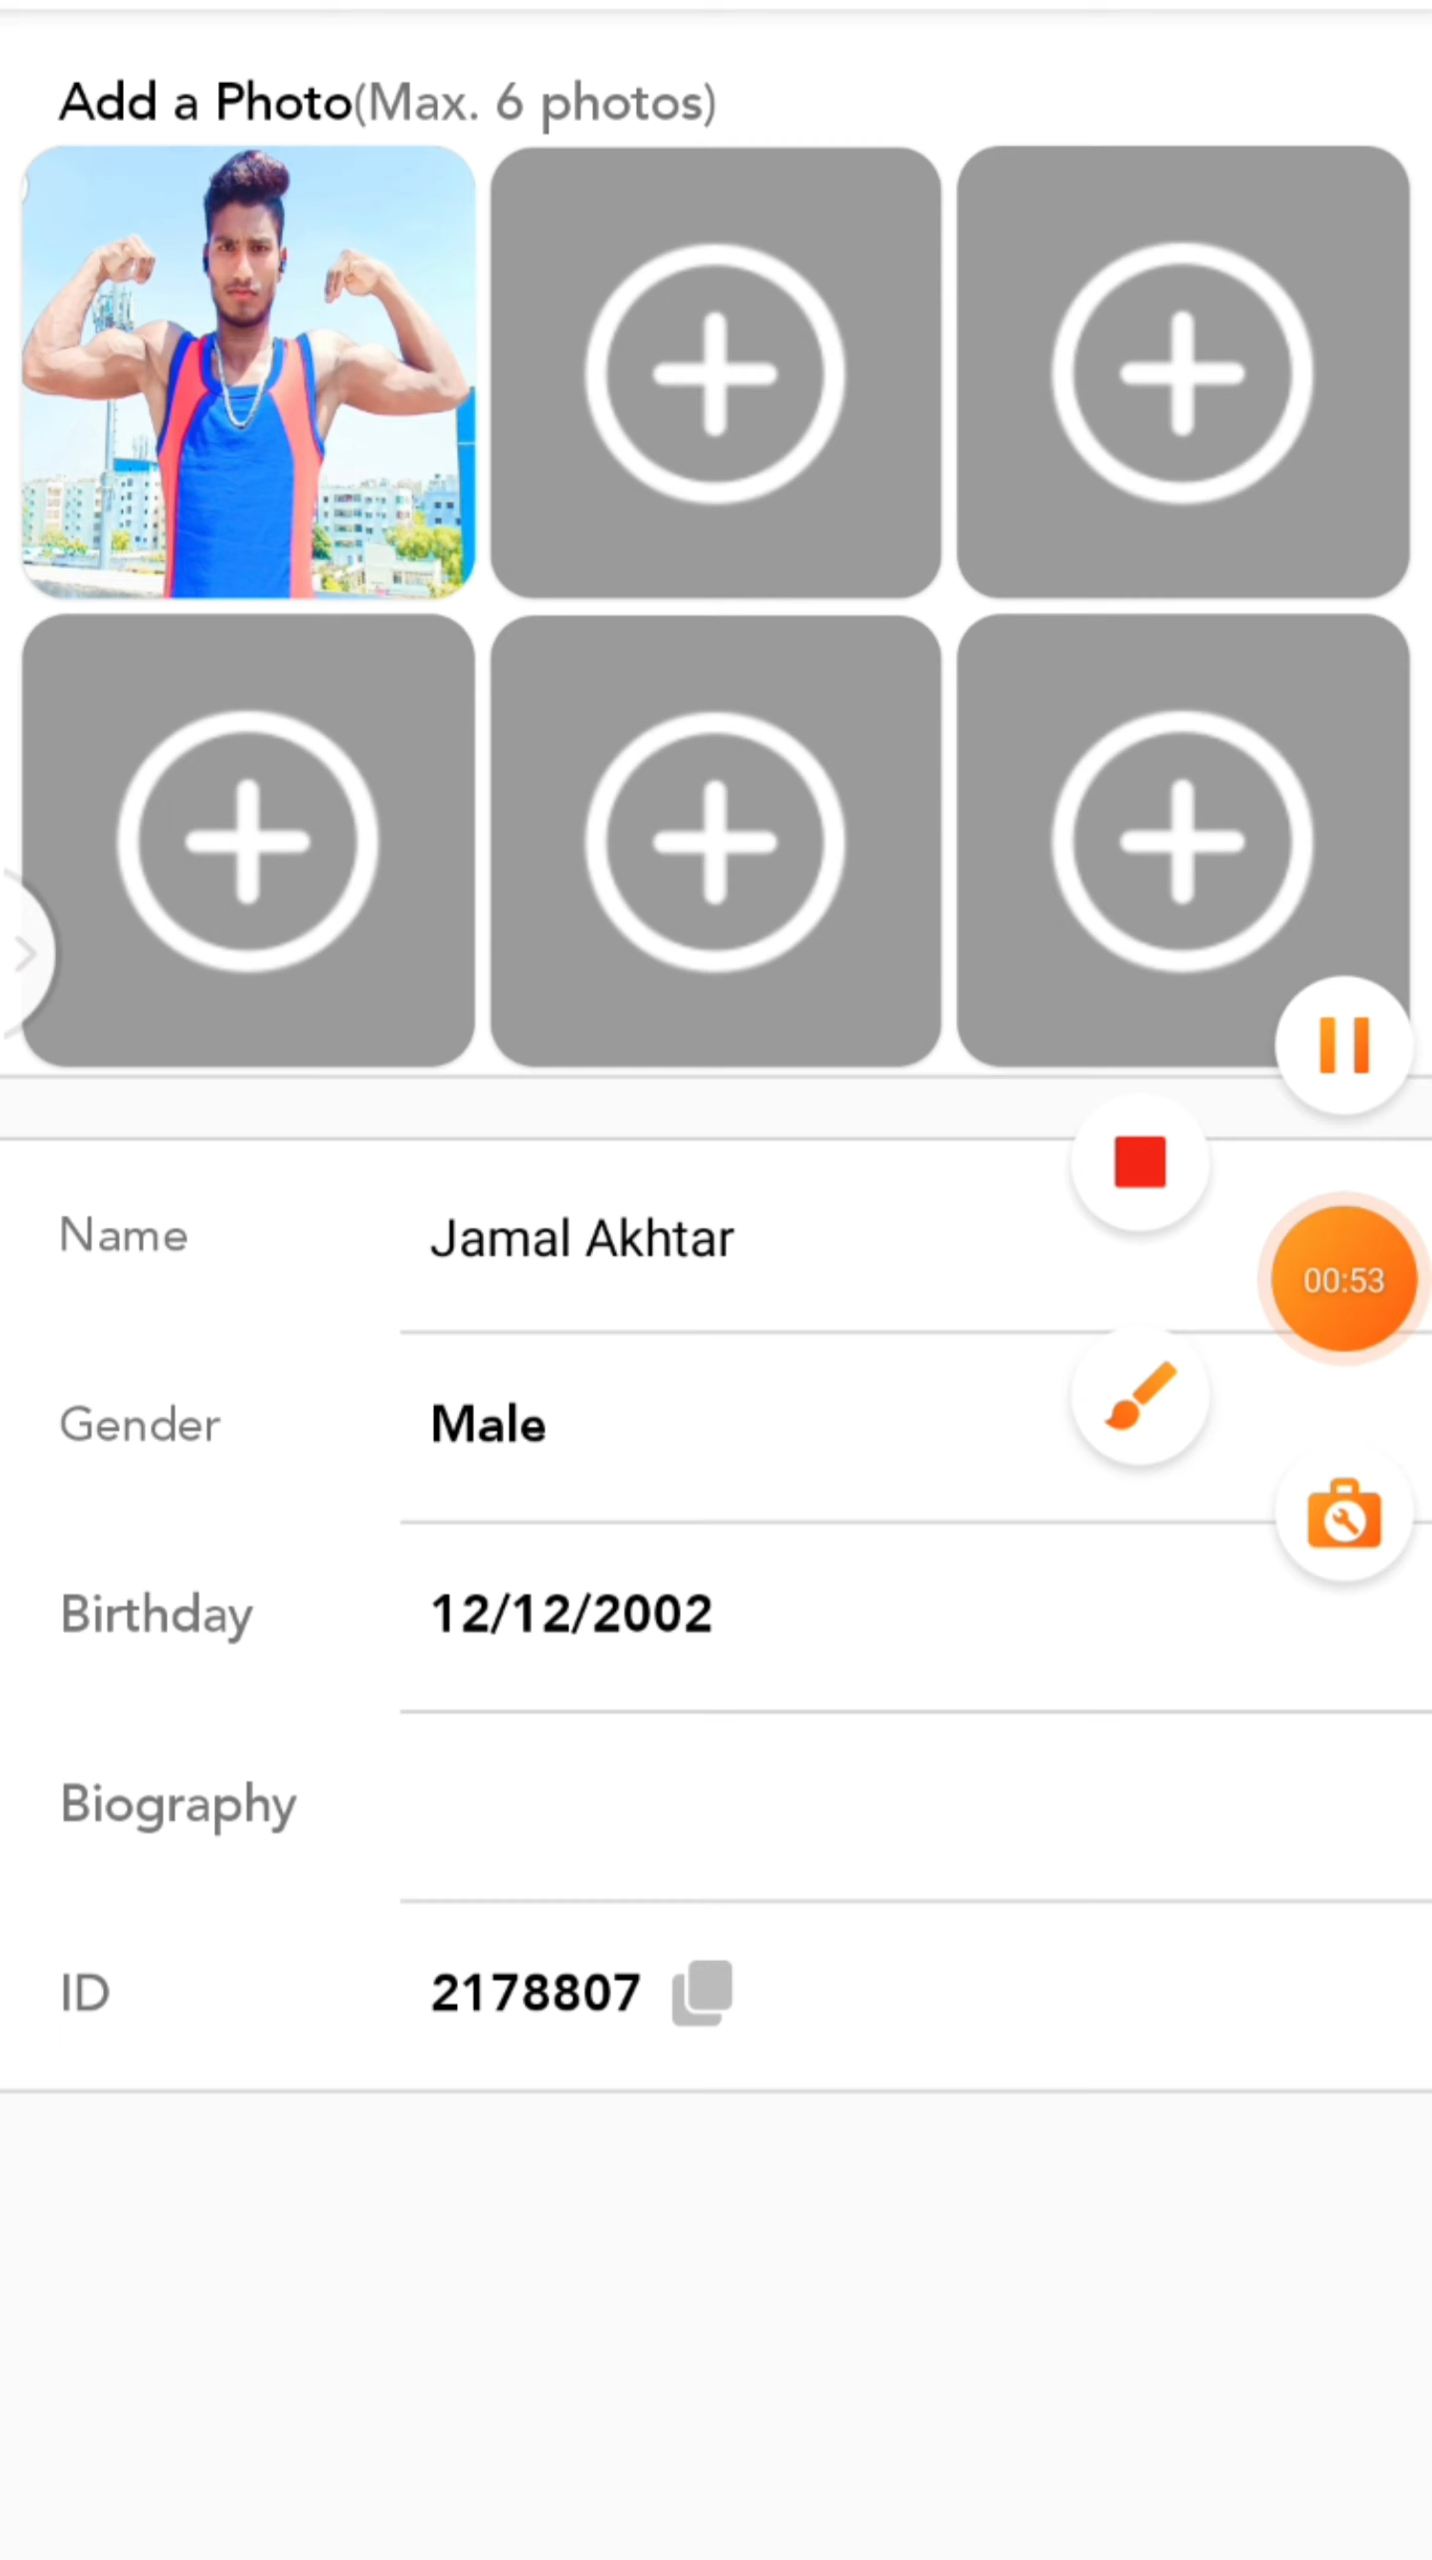 Add a Photo(Max. 6 photos)
Name Jamal Akhtar
00:53
Gender Male
Birthday 12/12/2002
Biography
ID 2178807